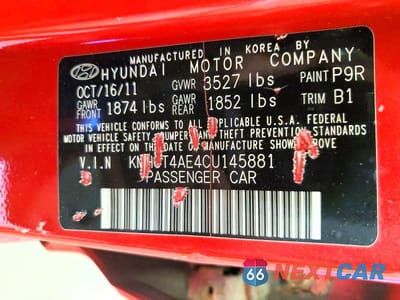 MANUFACTURED IN KOREA BY
HYUNDAI MOTOR COMPANY
OCT/16/11 GVWR 3527 lbs PAINT P9R
GAWR FRONT 1874 lbs GAWR REAR 1852 lbs TRIM B1
THIS VEHICLE CONFORMS TO ALL APPLICABLE U.S.A. FEDERAL
MOTOR VEHICLE SAFETY, BUMPER AND THEFT PREVENTION STANDARDS
IN EFFECT ON THE DATE OF MANUFACTURE SHOWN ABOVE.
V.I.N 4AE4CU145881
PASSENGER CAR
66 NEXTCAR